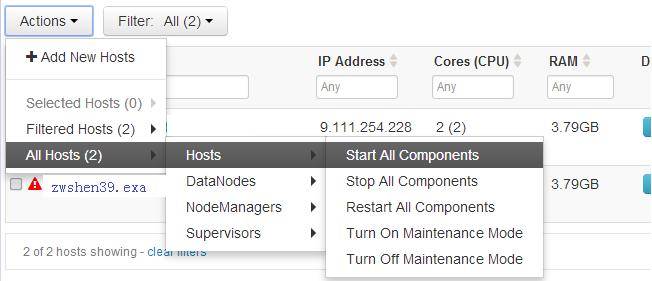 Actions Filter: All (2)
Add New Hosts
IP Address Cores (CPU) RAM D
Any Any Any
Selected Hosts (0)
Filtered Hosts (2) 9.111.254.228 2 (2) 3.79GB
All Hosts (2) Hosts Start All Components
zwshen39.exa DataNodes Stop All Components 3.79GB
NodeManagers Restart All Components
Supervisors Turn On Maintenance Mode
2 of 2 hosts showing - clear filters Turn Off Maintenance Mode